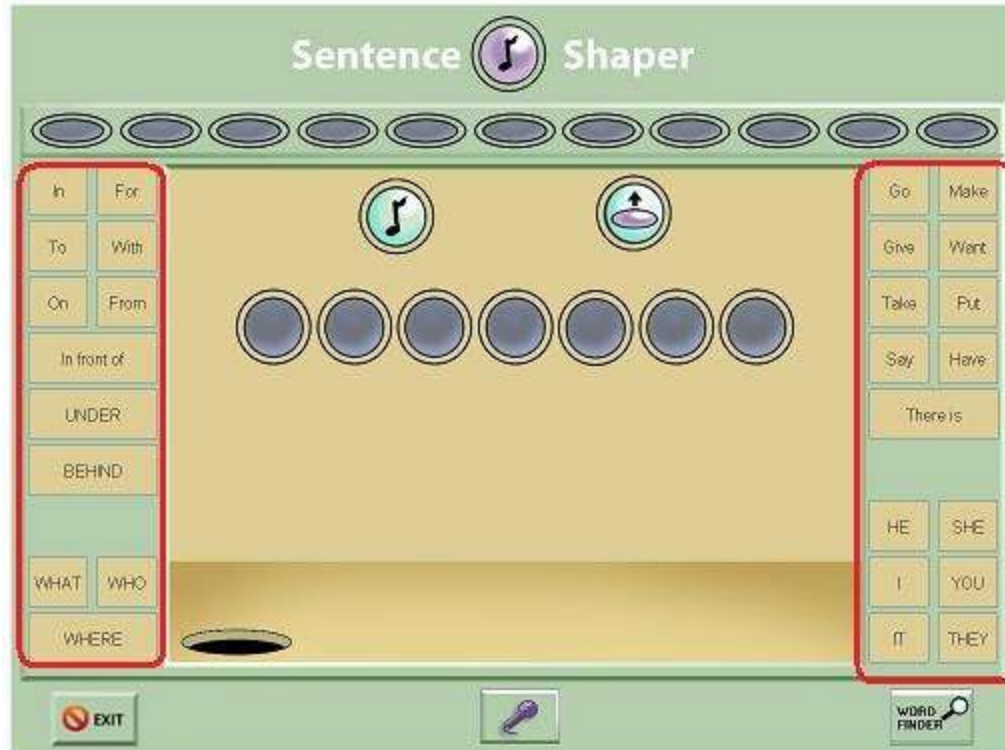 Sentence Shaper
In For
To With
On From
In front of
UNDER
BEHIND
WHAT WHO
WHERE
Go Make
Give Want
Take Put
Say Have
There is
HE SHE
I YOU
IT THEY
EXIT
WORD
FINDER